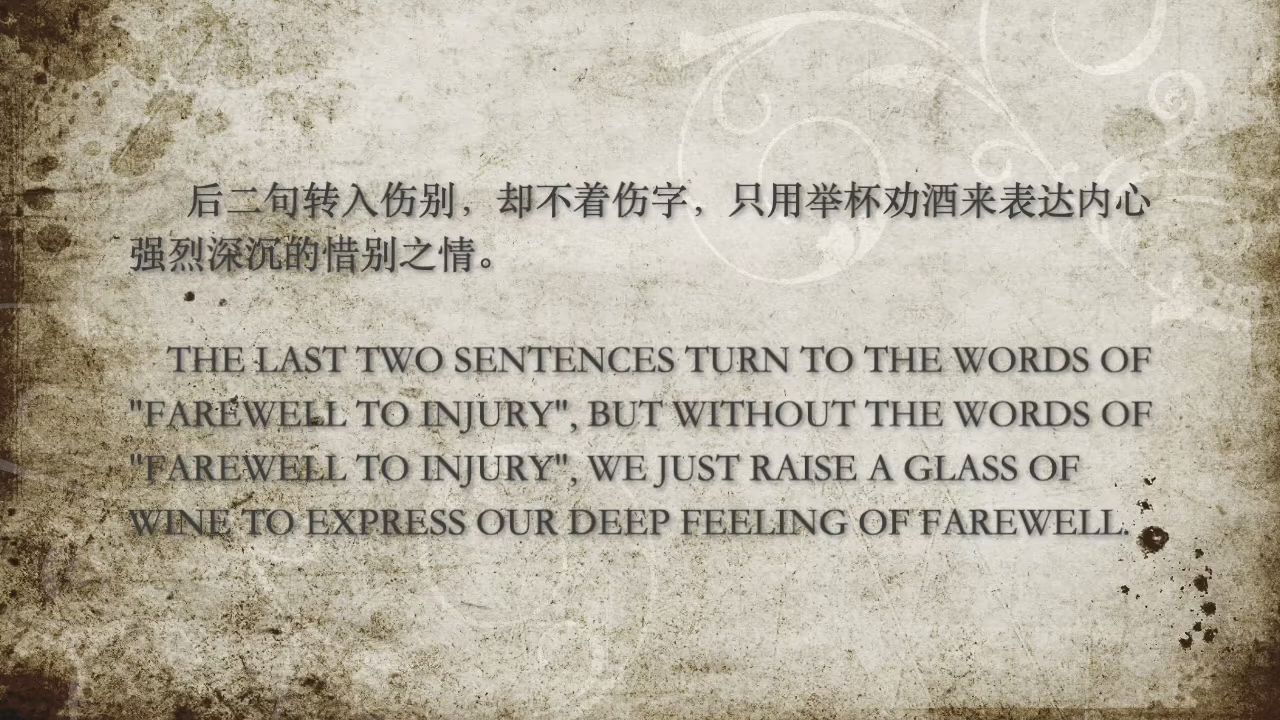 后二句转入伤别，却不着伤字，只用举杯劝酒来表达内心
强烈深沉的惜别之情。
THE LAST TWO SENTENCES TURN TO THE WORDS OF
"FAREWELL TO INJURY", BUT WITHOUT THE WORDS OF
"FAREWELL TO INJURY", WE JUST RAISE A GLASS OF
WINE TO EXPRESS OUR DEEP FEELING OF FAREWELL.